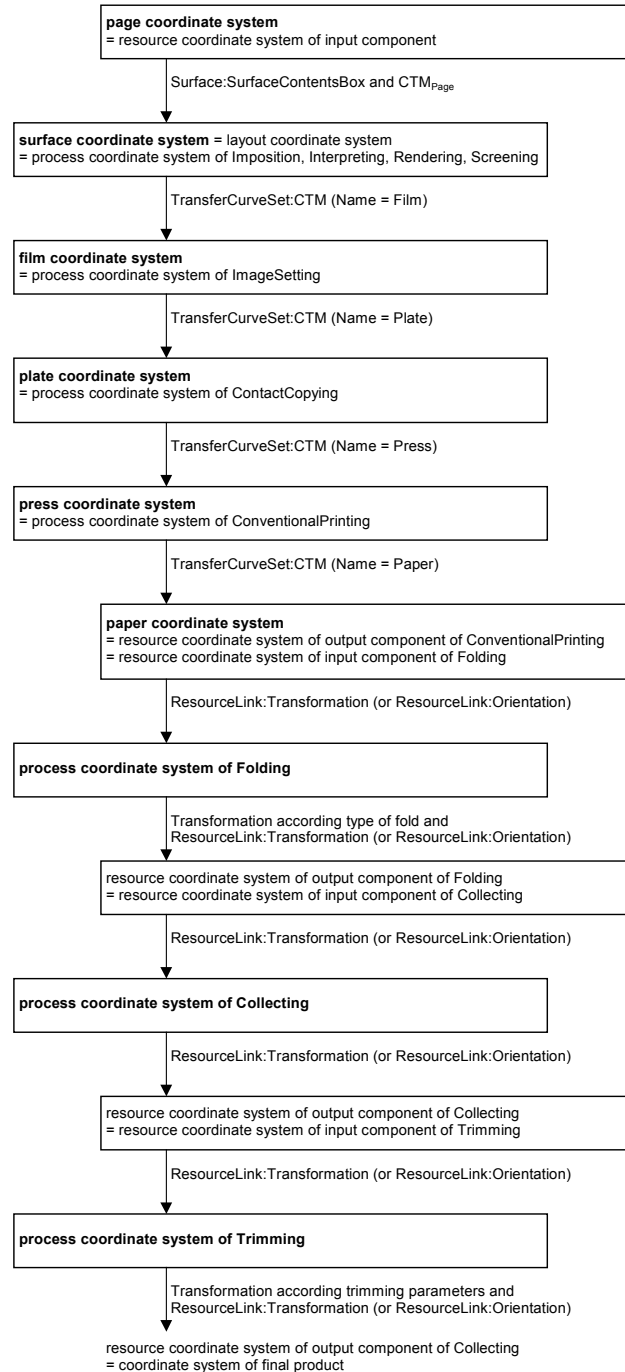 page coordinate system
= resource coordinate system of input component
Surface:SurfaceContentsBox and CTMPage
surface coordinate system = layout coordinate system
= process coordinate system of Imposition, Interpreting, Rendering, Screening
TransferCurveSet:CTM (Name = Film)
film coordinate system
= process coordinate system of ImageSetting
TransferCurveSet:CTM (Name = Plate)
plate coordinate system
= process coordinate system of ContactCopying
TransferCurveSet:CTM (Name = Press)
press coordinate system
= process coordinate system of ConventionalPrinting
TransferCurveSet:CTM (Name = Paper)
paper coordinate system
= resource coordinate system of output component of ConventionalPrinting
= resource coordinate system of input component of Folding
ResourceLink:Transformation (or ResourceLink:Orientation)
process coordinate system of Folding
Transformation according type of fold and
ResourceLink:Transformation (or ResourceLink:Orientation)
resource coordinate system of output component of Folding
= resource coordinate system of input component of Collecting
ResourceLink:Transformation (or ResourceLink:Orientation)
process coordinate system of Collecting
ResourceLink:Transformation (or ResourceLink:Orientation)
resource coordinate system of output component of Collecting
= resource coordinate system of input component of Trimming
ResourceLink:Transformation (or ResourceLink:Orientation)
process coordinate system of Trimming
Transformation according trimming parameters and
ResourceLink:Transformation (or ResourceLink:Orientation)
resource coordinate system of output component of Collecting
= coordinate system of final product